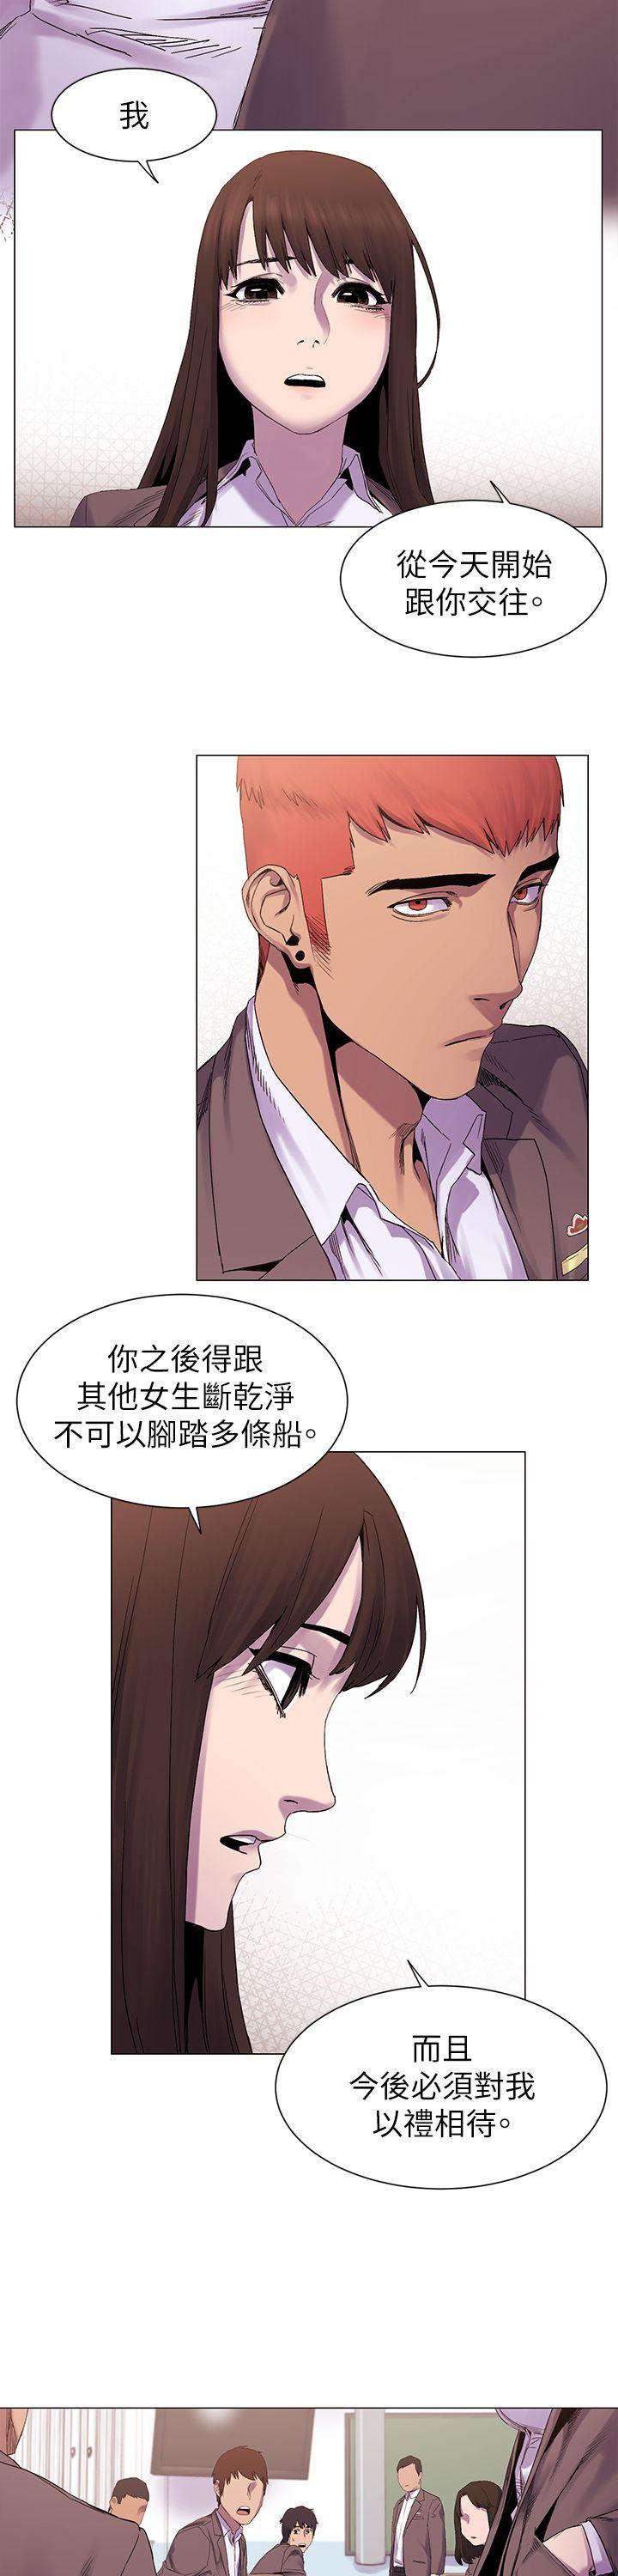 我
從今天開始
跟你交往。
你之後得跟
其他女生斷乾淨
不可以腳踏多條船。
而且
今後必須對我
以禮相待。